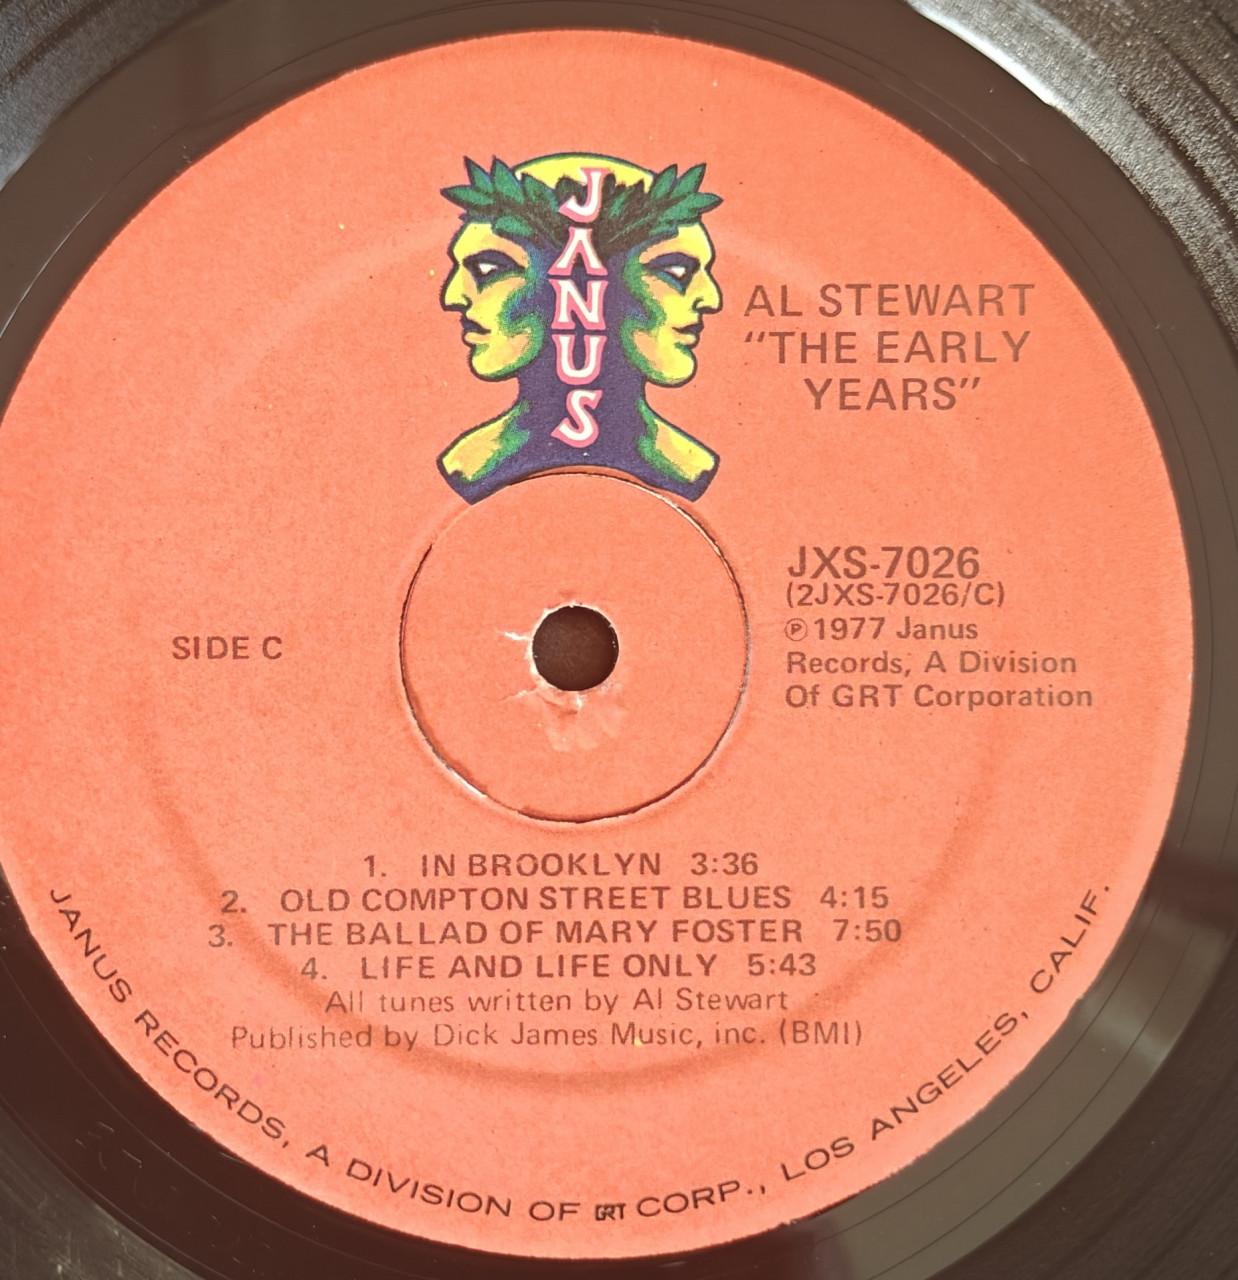 JANUS
AL STEWART
"THE EARLY
YEARS"
JXS-7026
(2JXS-7026/C)
℗1977 Janus
Records, A Division
Of GRT Corporation
SIDE C
1. IN BROOKLYN 3:36
2. OLD COMPTON STREET BLUES 4:15
3. THE BALLAD OF MARY FOSTER 7:50
4. LIFE AND LIFE ONLY 5:43
All tunes written by Al Stewart
Published by Dick James Music, inc. (BMI)
JANUS RECORDS, A DIVISION OF GRT CORP., LOS ANGELES, CALIF.